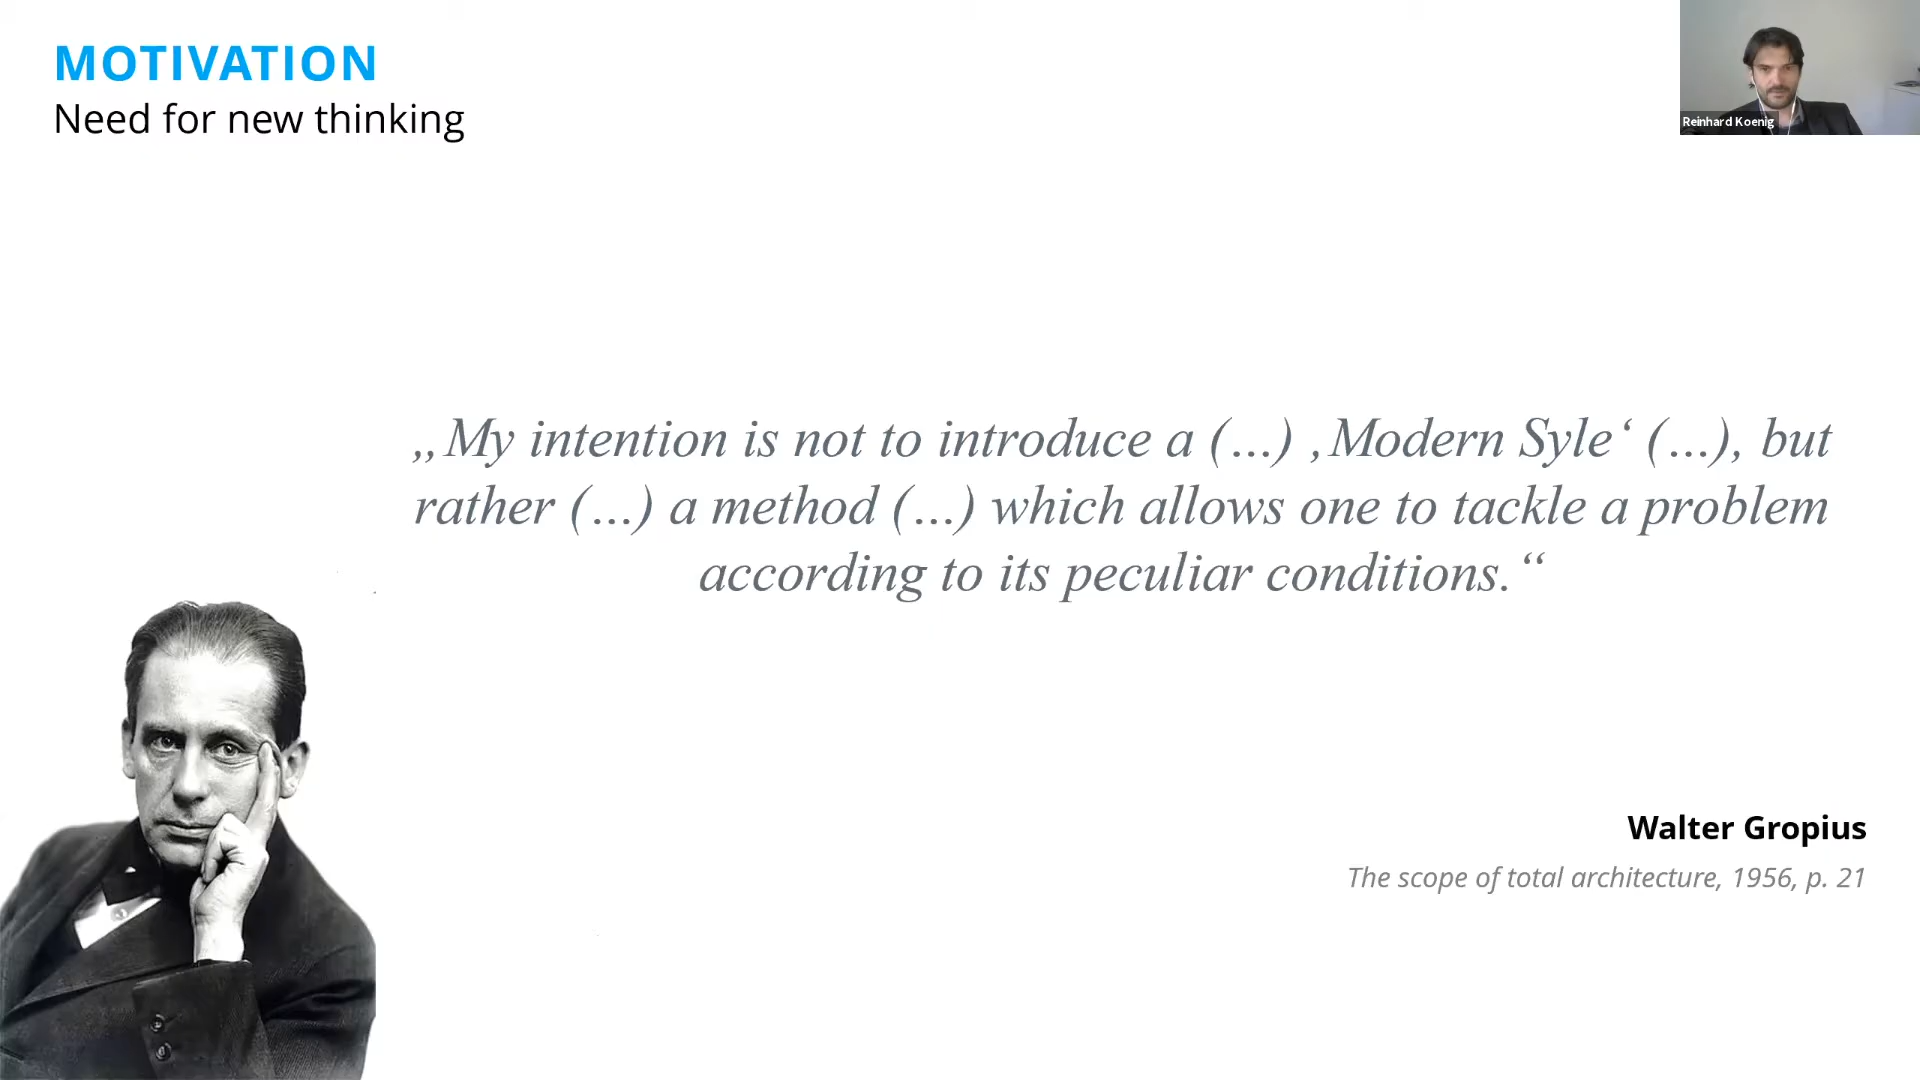 MOTIVATION
Need for new thinking
Reinhard Koenig
„My intention is not to introduce a (...) ‚Modern Syle‘ (...), but
rather (...) a method (...) which allows one to tackle a problem
according to its peculiar conditions.“
Walter Gropius
The scope of total architecture, 1956, p. 21